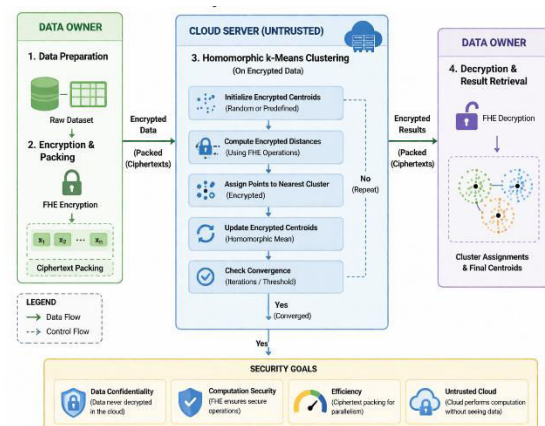 DATA OWNER
1. Data Preparation
Raw Dataset
2. Encryption
& Packing
FHE Encryption
x₁ x₂ ... xₙ
Ciphertext Packing
LEGEND
Data Flow
Control Flow
Encrypted
Data
(Packed
(Ciphertexts)
CLOUD SERVER (UNTRUSTED)
3. Homomorphic k-Means Clustering
(On Encrypted Data)
Initialize Encrypted Centroids
(Random or Predefined)
Compute Encrypted Distances
(Using FHE Operations)
Assign Points to Nearest Cluster
(Encrypted)
Update Encrypted Centroids
(Homomorphic Mean)
Check Convergence
(Iterations / Threshold)
No
(Repeat)
Yes
(Converged)
Yes
Encrypted
Results
(Packed
(Ciphertexts)
DATA OWNER
4. Decryption &
Result Retrieval
FHE Decryption
Cluster Assignments
& Final Centroids
SECURITY GOALS
Data Confidentiality
(Data never decrypted
in the cloud)
Computation Security
(FHE ensures secure
operations)
Efficiency
(Ciphertext packing for
parallelism)
Untrusted Cloud
(Cloud performs computation
without seeing data)